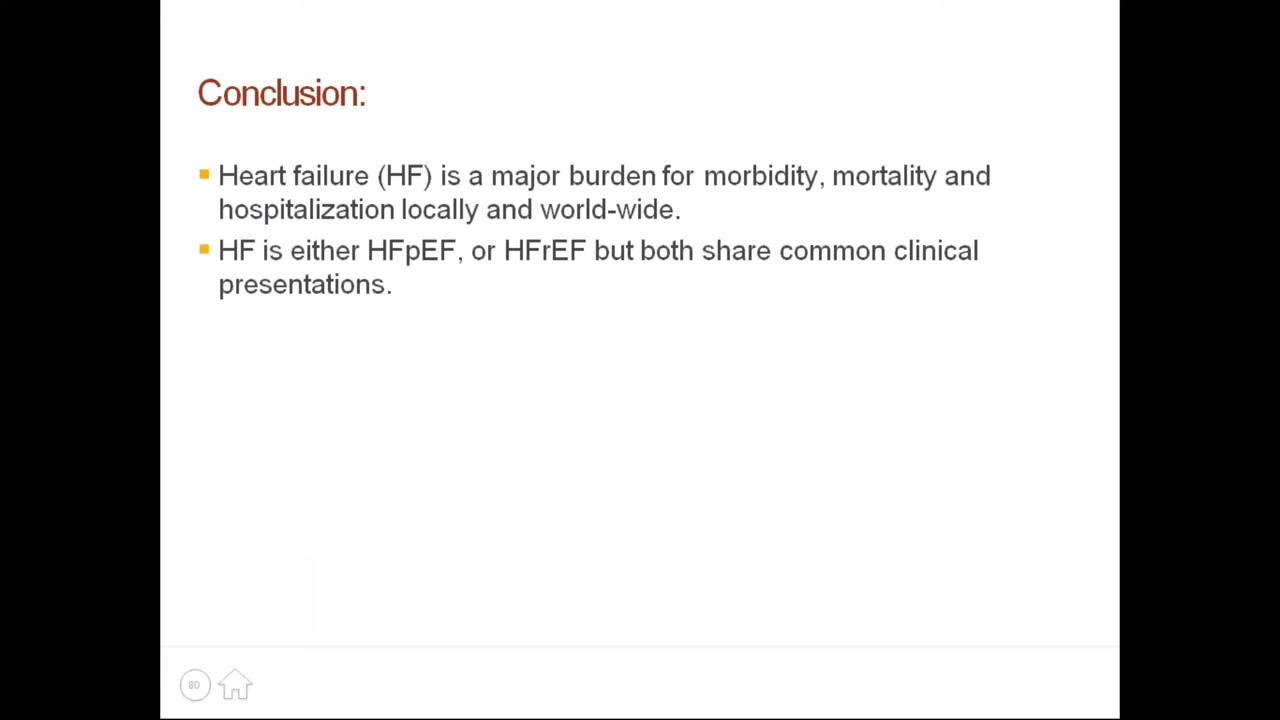 Conclusion:
Heart failure (HF) is a major burden for morbidity, mortality and
hospitalization locally and world-wide.
HF is either HFpEF, or HFrEF but both share common clinical
presentations.
80